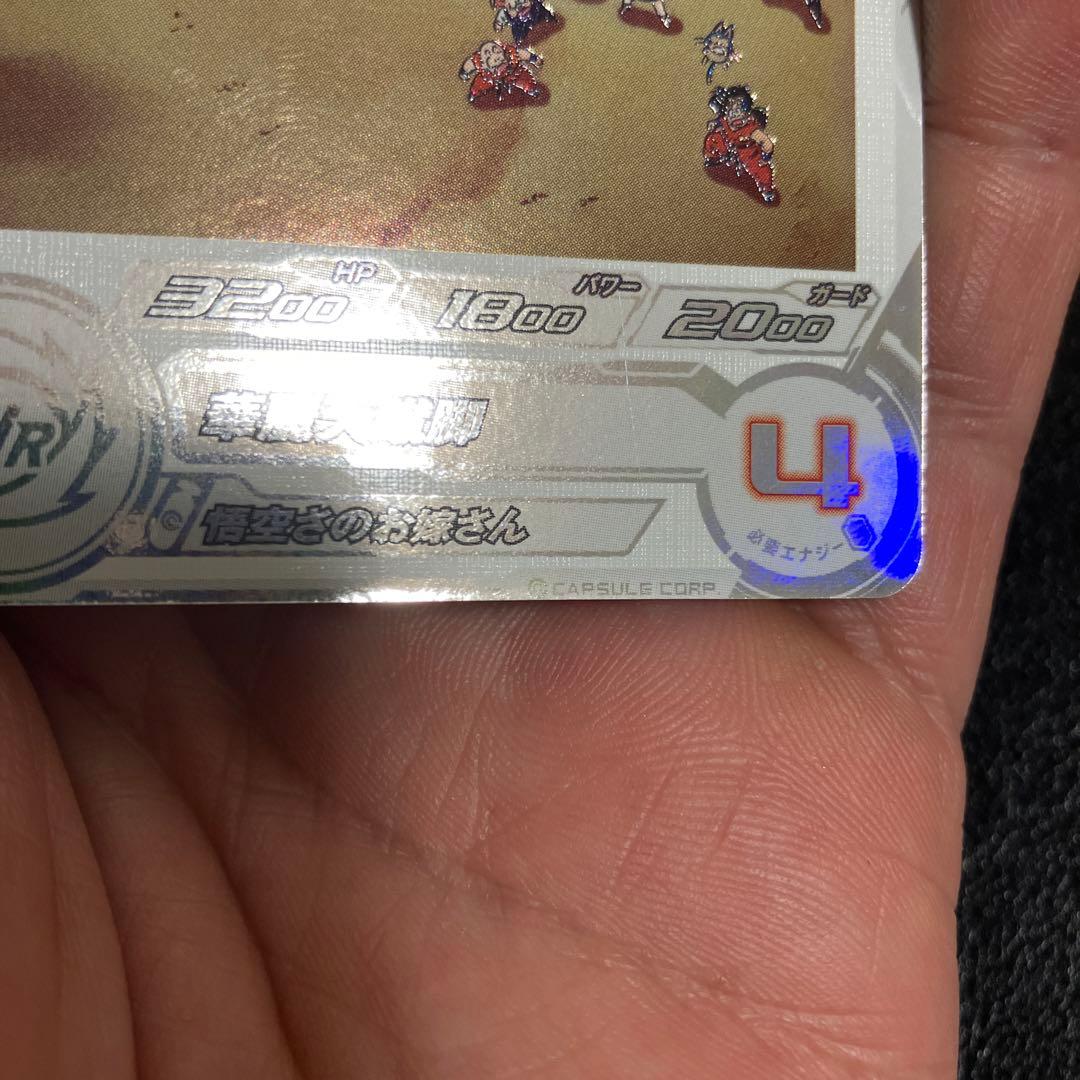 HP パワー ガード
3200 1800 2000
4
必要エナジー
悟空さのお嫁さん
CAPSULE CORP